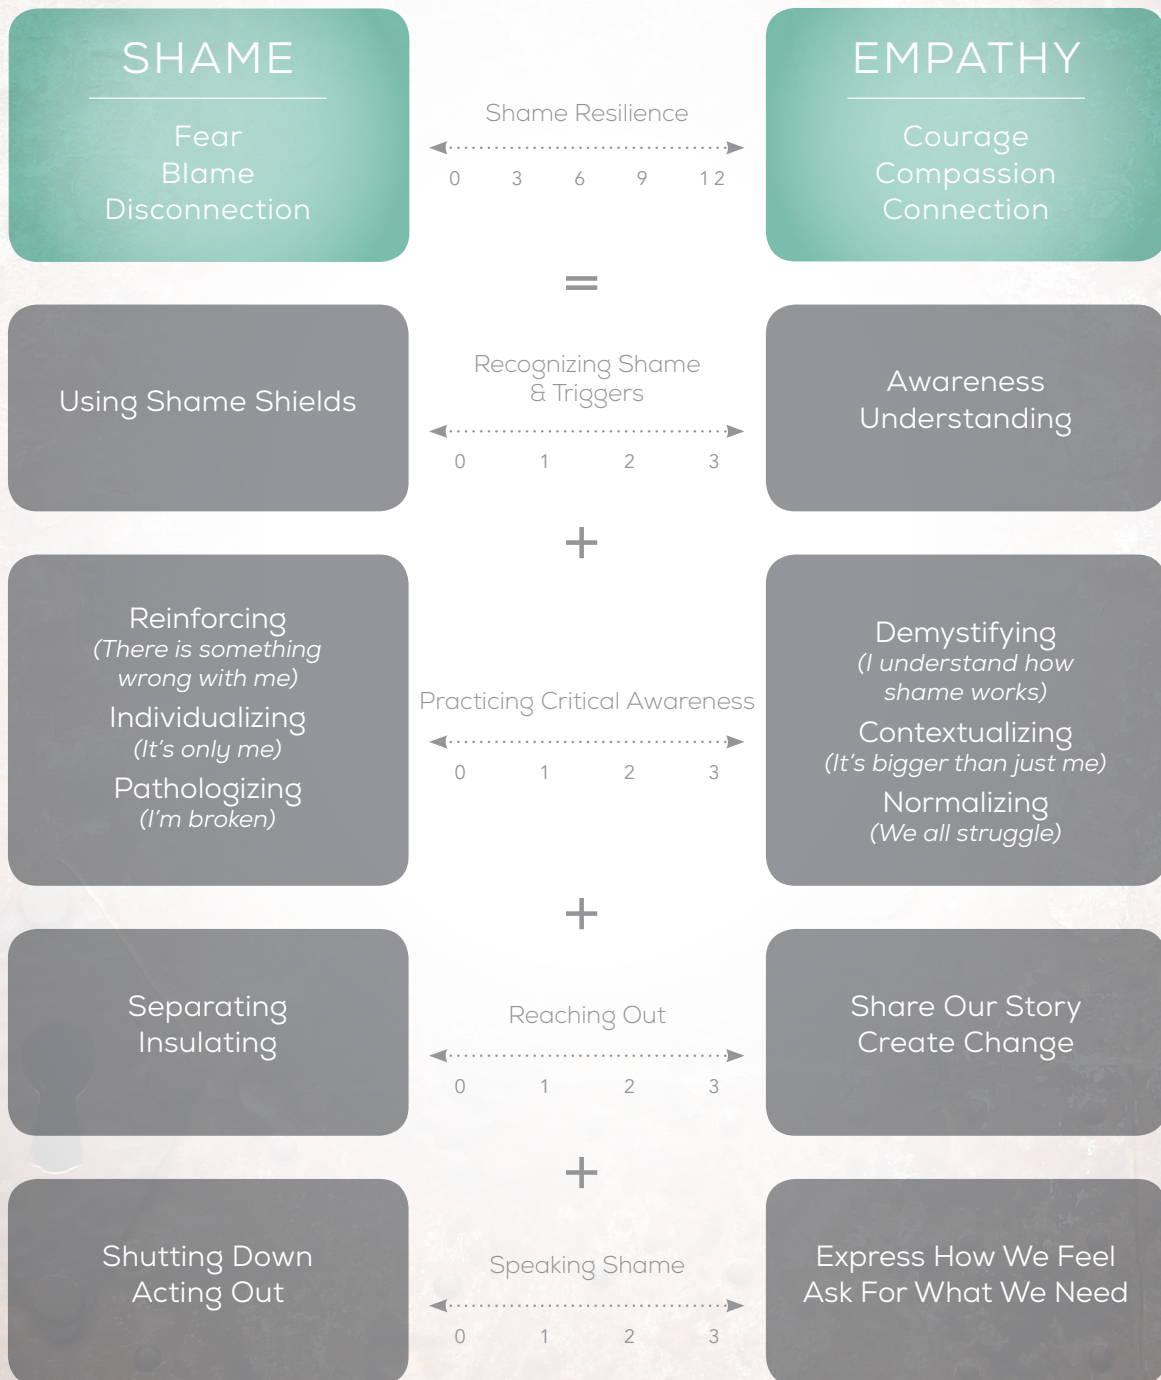 SHAME
Fear
Blame
Disconnection
Shame Resilience
0 3 6 9 12
EMPATHY
Courage
Compassion
Connection
=
Using Shame Shields
Recognizing Shame
& Triggers
0 1 2 3
Awareness
Understanding
+
Reinforcing
(There is something
wrong with me)
Individualizing
(It's only me)
Pathologizing
(I'm broken)
Practicing Critical Awareness
0 1 2 3
Demystifying
(I understand how
shame works)
Contextualizing
(It's bigger than just me)
Normalizing
(We all struggle)
+
Separating
Insulating
Reaching Out
0 1 2 3
Share Our Story
Create Change
+
Shutting Down
Acting Out
Speaking Shame
0 1 2 3
Express How We Feel
Ask For What We Need